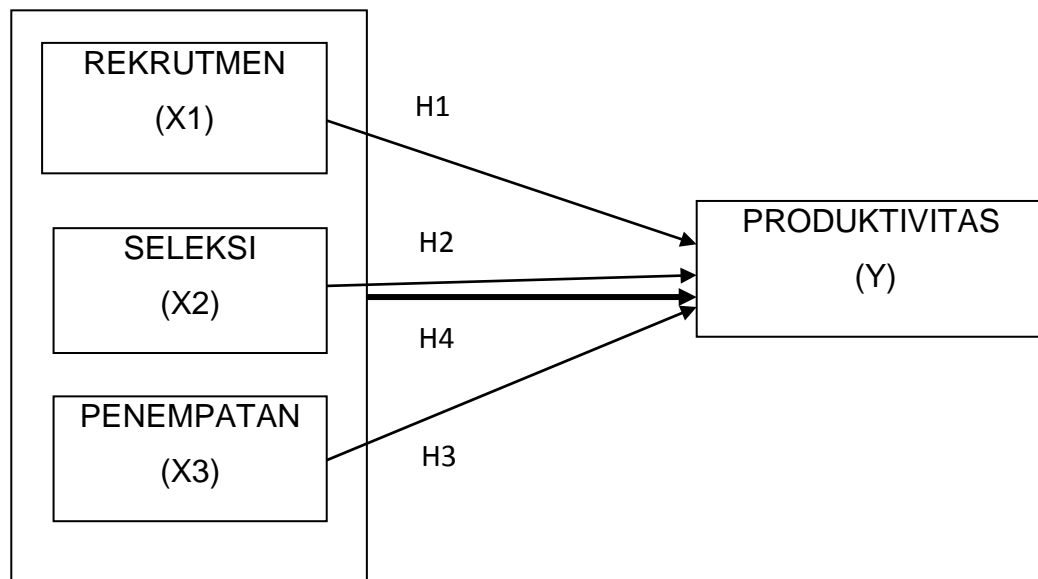 REKRUTMEN
(X1)
H1
SELEKSI
(X2)
H2
H4
PENEMPATAN
(X3)
H3
PRODUKTIVITAS
(Y)